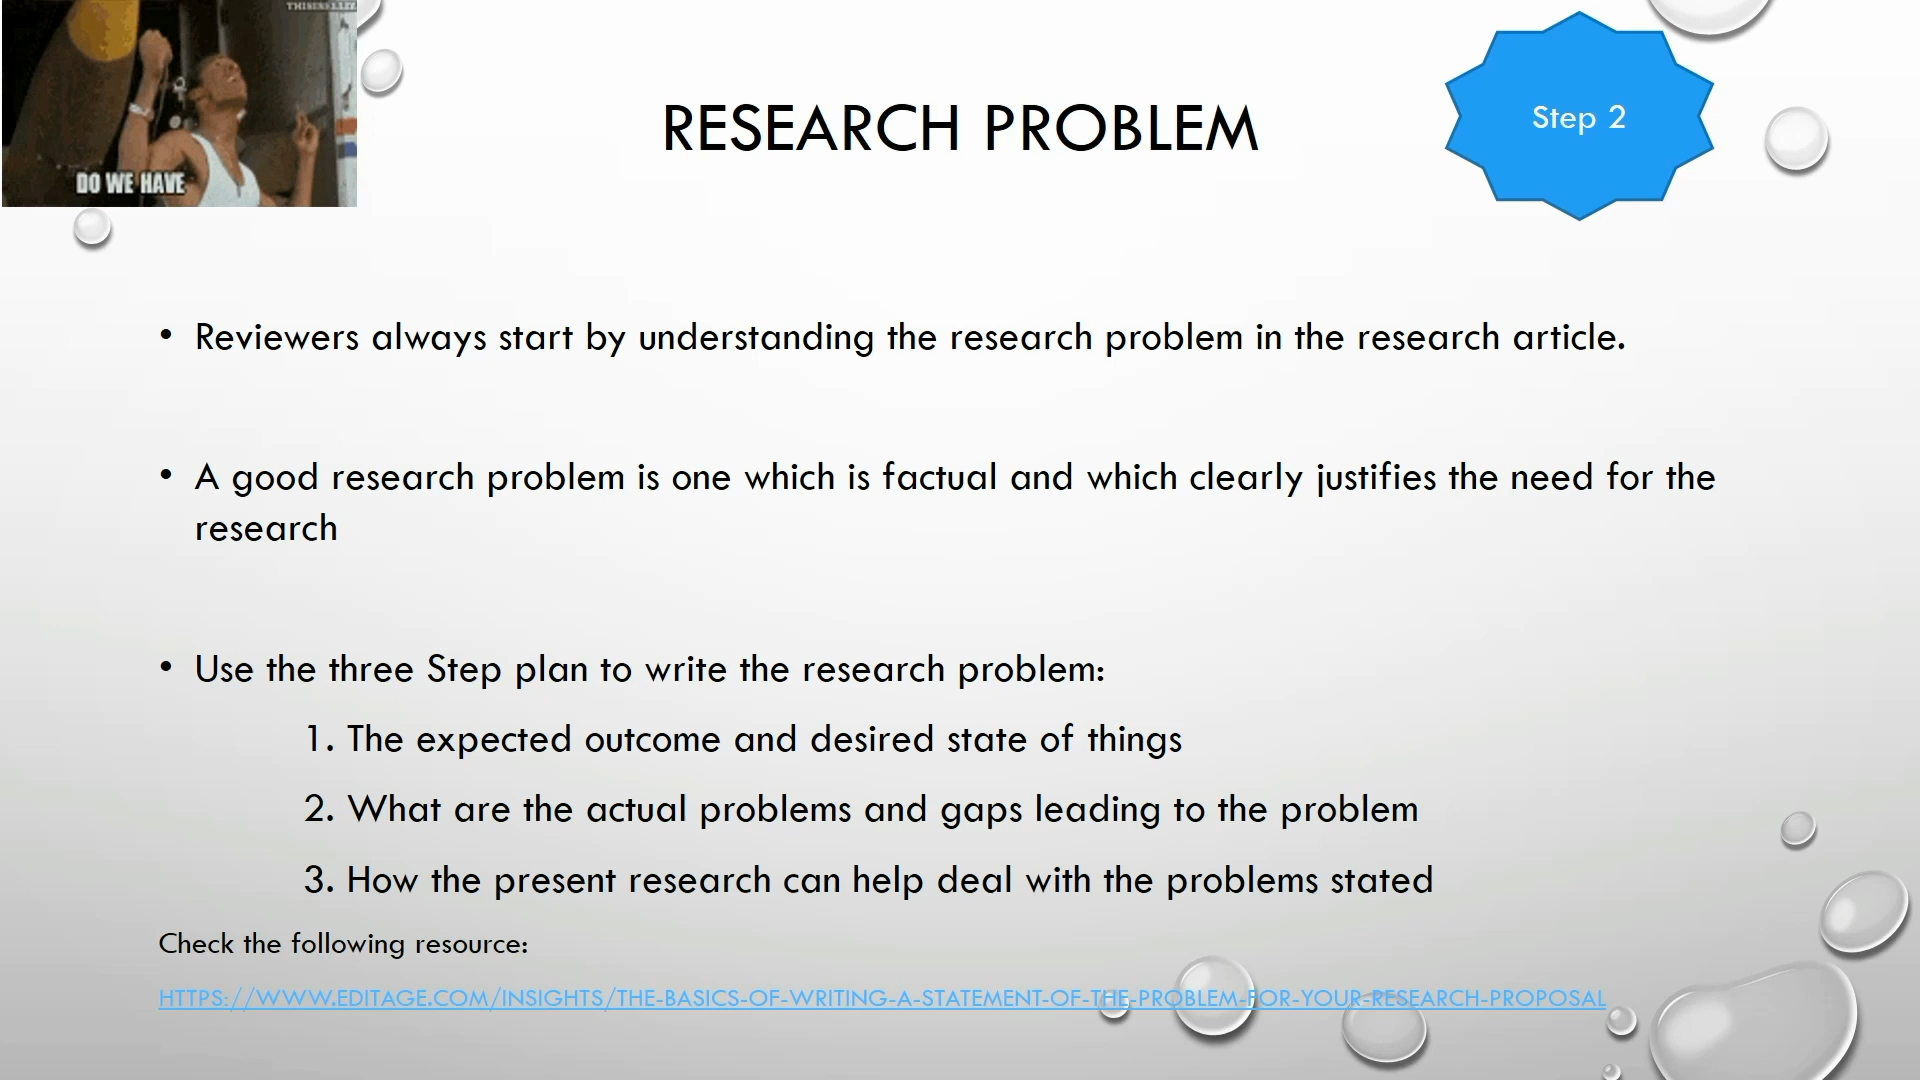 DO WE HAVE
RESEARCH PROBLEM
Step 2
• Reviewers always start by understanding the research problem in the research article.
• A good research problem is one which is factual and which clearly justifies the need for the
research
• Use the three Step plan to write the research problem:
1. The expected outcome and desired state of things
2. What are the actual problems and gaps leading to the problem
3. How the present research can help deal with the problems stated
Check the following resource:
HTTPS://WWW.EDITAGE.COM/INSIGHTS/THE-BASICS-OF-WRITING-A-STATEMENT-OF-THE-PROBLEM-FOR-YOUR-RESEARCH-PROPOSAL